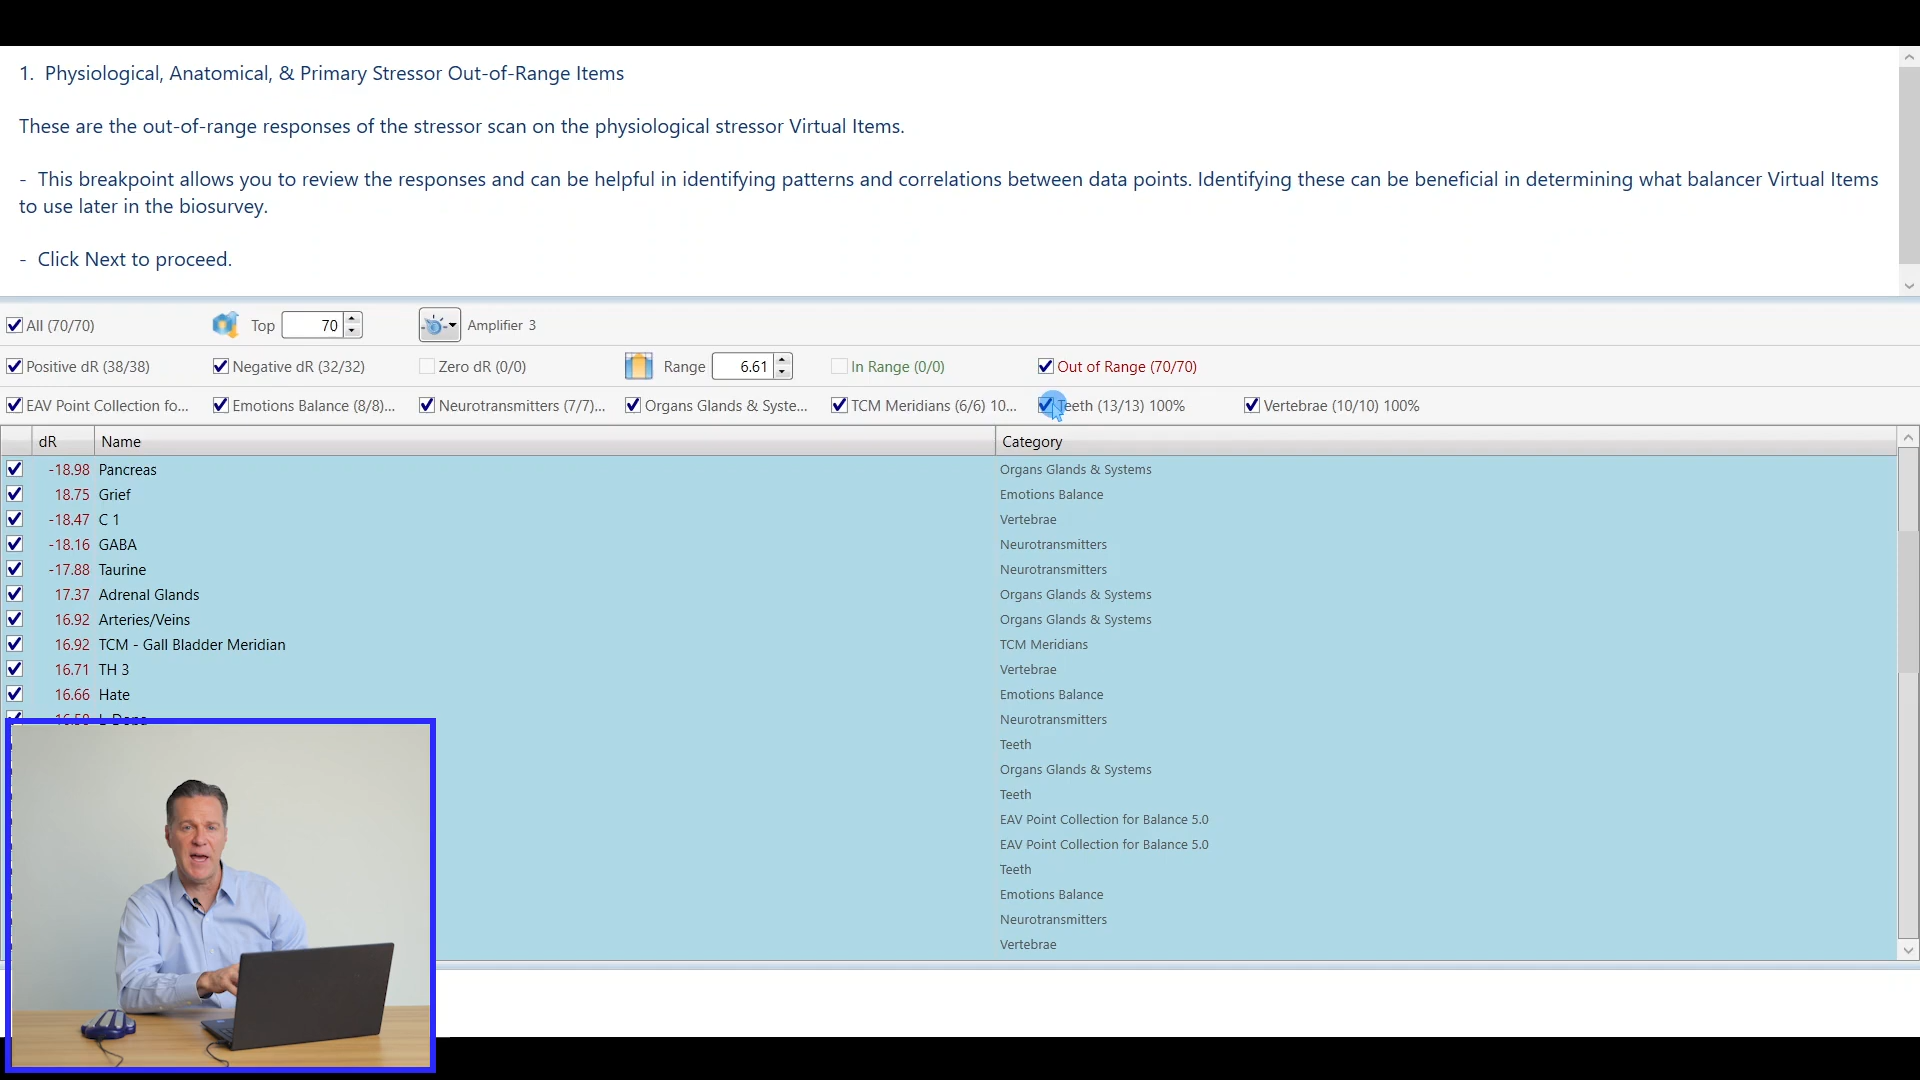 1. Physiological, Anatomical, & Primary Stressor Out-of-Range Items
These are the out-of-range responses of the stressor scan on the physiological stressor Virtual Items.
- This breakpoint allows you to review the responses and can be helpful in identifying patterns and correlations between data points. Identifying these can be beneficial in determining what balancer Virtual Items
to use later in the biosurvey.
- Click Next to proceed.
All (70/70) Top 70 Amplifier 3
Positive dR (38/38) Negative dR (32/32) Zero dR (0/0) Range 6.61 In Range (0/0) Out of Range (70/70)
EAV Point Collection fo... Emotions Balance (8/8)... Neurotransmitters (7/7)... Organs Glands & Syste... TCM Meridians (6/6) 10... Teeth (13/13) 100% Vertebrae (10/10) 100%
dR Name Category
-18.98 Pancreas Organs Glands & Systems
18.75 Grief Emotions Balance
-18.47 C 1 Vertebrae
-18.16 GABA Neurotransmitters
-17.88 Taurine Neurotransmitters
17.37 Adrenal Glands Organs Glands & Systems
16.92 Arteries/Veins Organs Glands & Systems
16.92 TCM - Gall Bladder Meridian TCM Meridians
16.71 TH 3 Vertebrae
16.66 Hate Emotions Balance
Neurotransmitters
Teeth
Organs Glands & Systems
Teeth
EAV Point Collection for Balance 5.0
EAV Point Collection for Balance 5.0
Teeth
Emotions Balance
Neurotransmitters
Vertebrae